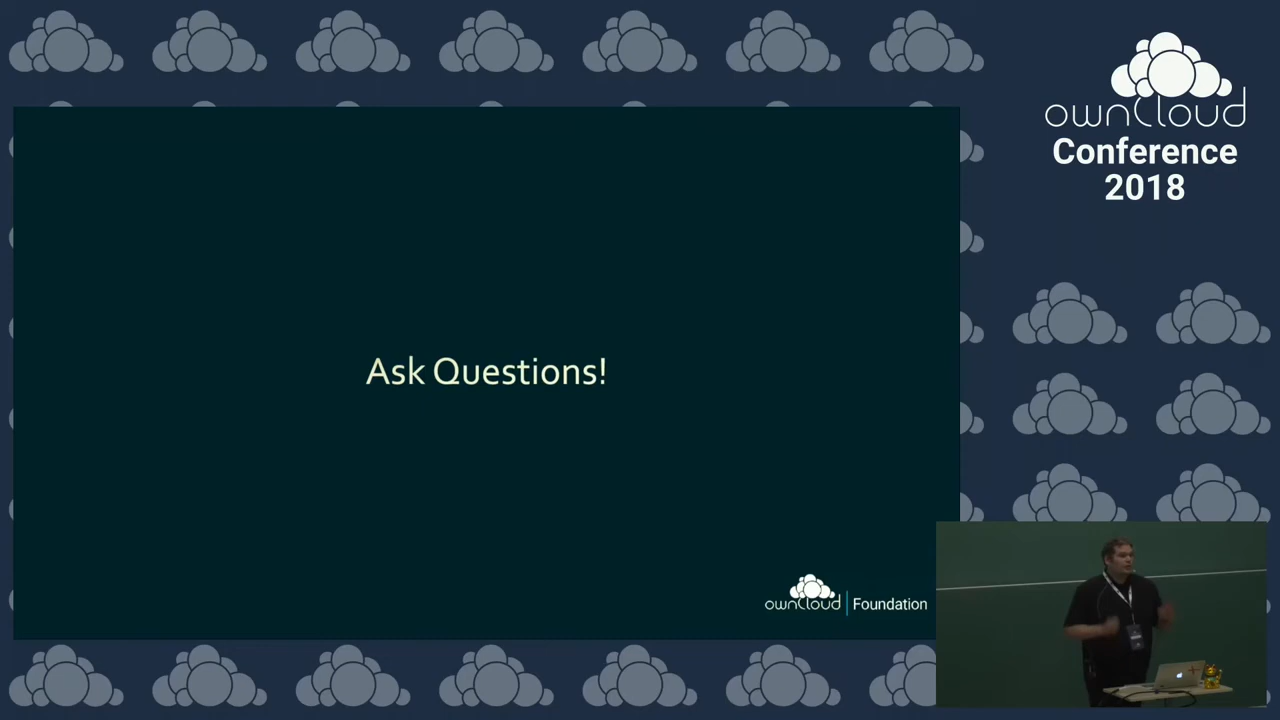 ownCloud
Conference
2018
Ask Questions!
ownCloud Foundation